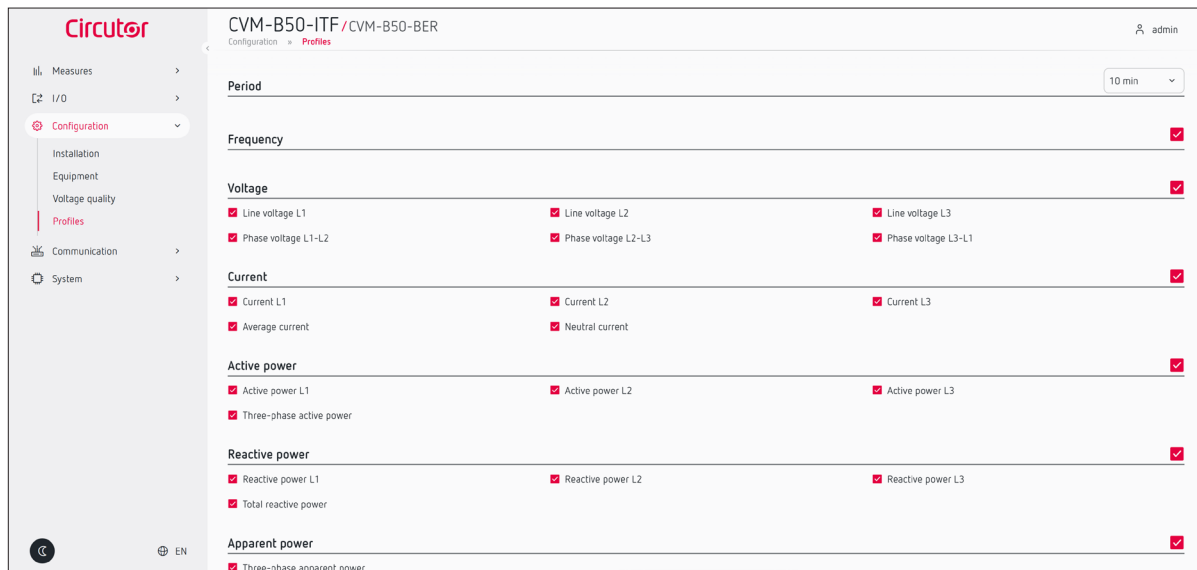 Circutor
CVM-B50-ITF/CVM-B50-BER
Configuration » Profiles
admin
Measures
I/O
Configuration
Installation
Equipment
Voltage quality
Profiles
Communication
System
EN
Period
10 min
Frequency
Voltage
Line voltage L1 Line voltage L2 Line voltage L3
Phase voltage L1-L2 Phase voltage L2-L3 Phase voltage L3-L1
Current
Current L1 Current L2 Current L3
Average current Neutral current
Active power
Active power L1 Active power L2 Active power L3
Three-phase active power
Reactive power
Reactive power L1 Reactive power L2 Reactive power L3
Total reactive power
Apparent power
Three-phase apparent power